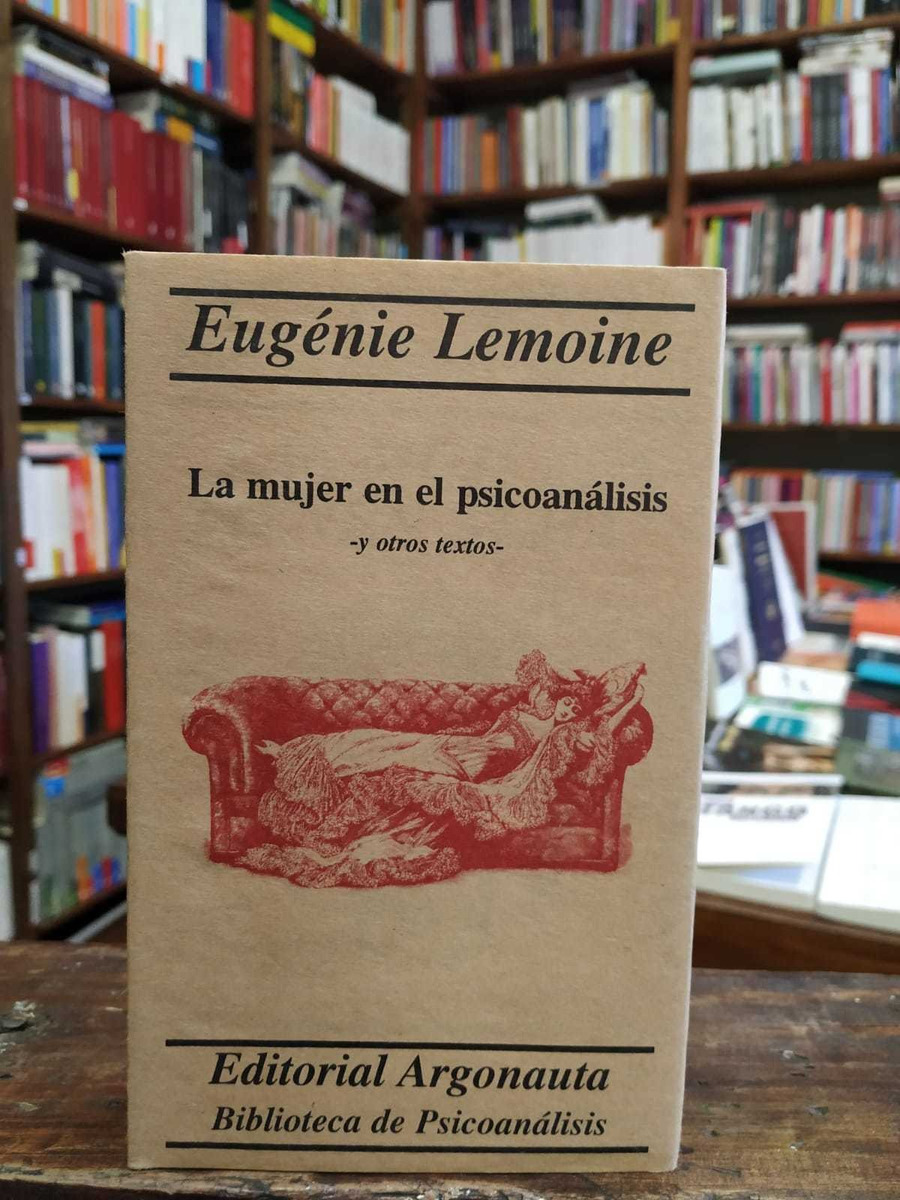 Eugénie Lemoine
La mujer en el psicoanálisis
-y otros textos-
Editorial Argonauta
Biblioteca de Psicoanálisis